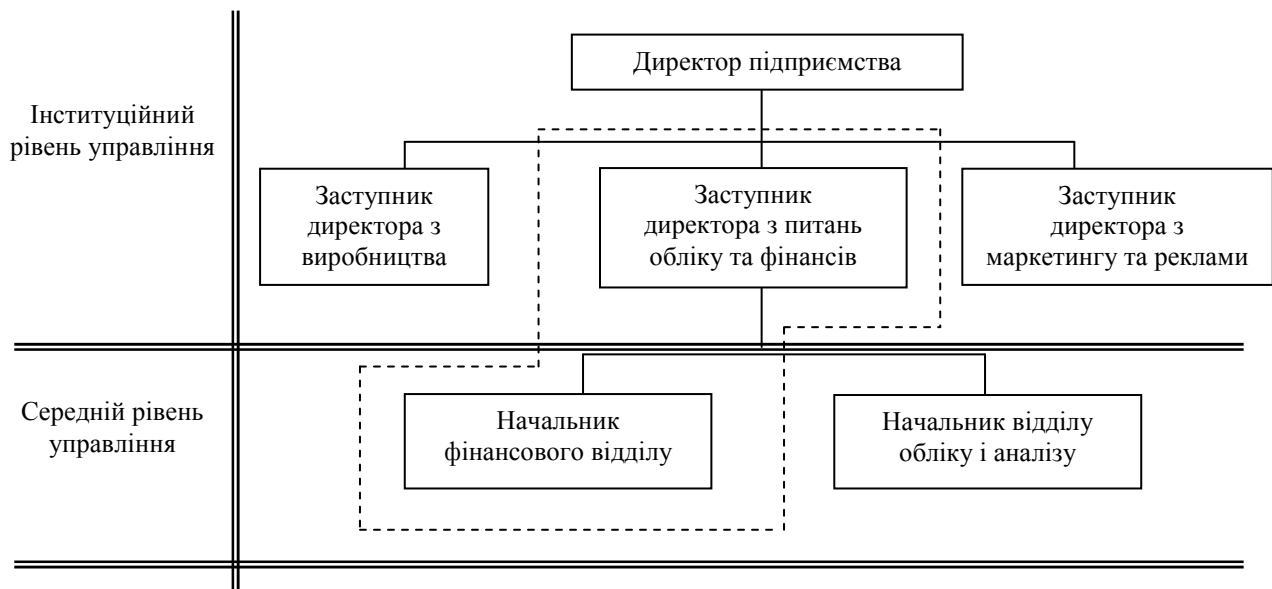 Директор підприємства
Інституційний
рівень управління
Заступник
директора з
виробництва
Заступник
директора з питань
обліку та фінансів
Заступник
директора з
маркетингу та реклами
Середній рівень
управління
Начальник
фінансового відділу
Начальник відділу
обліку і аналізу